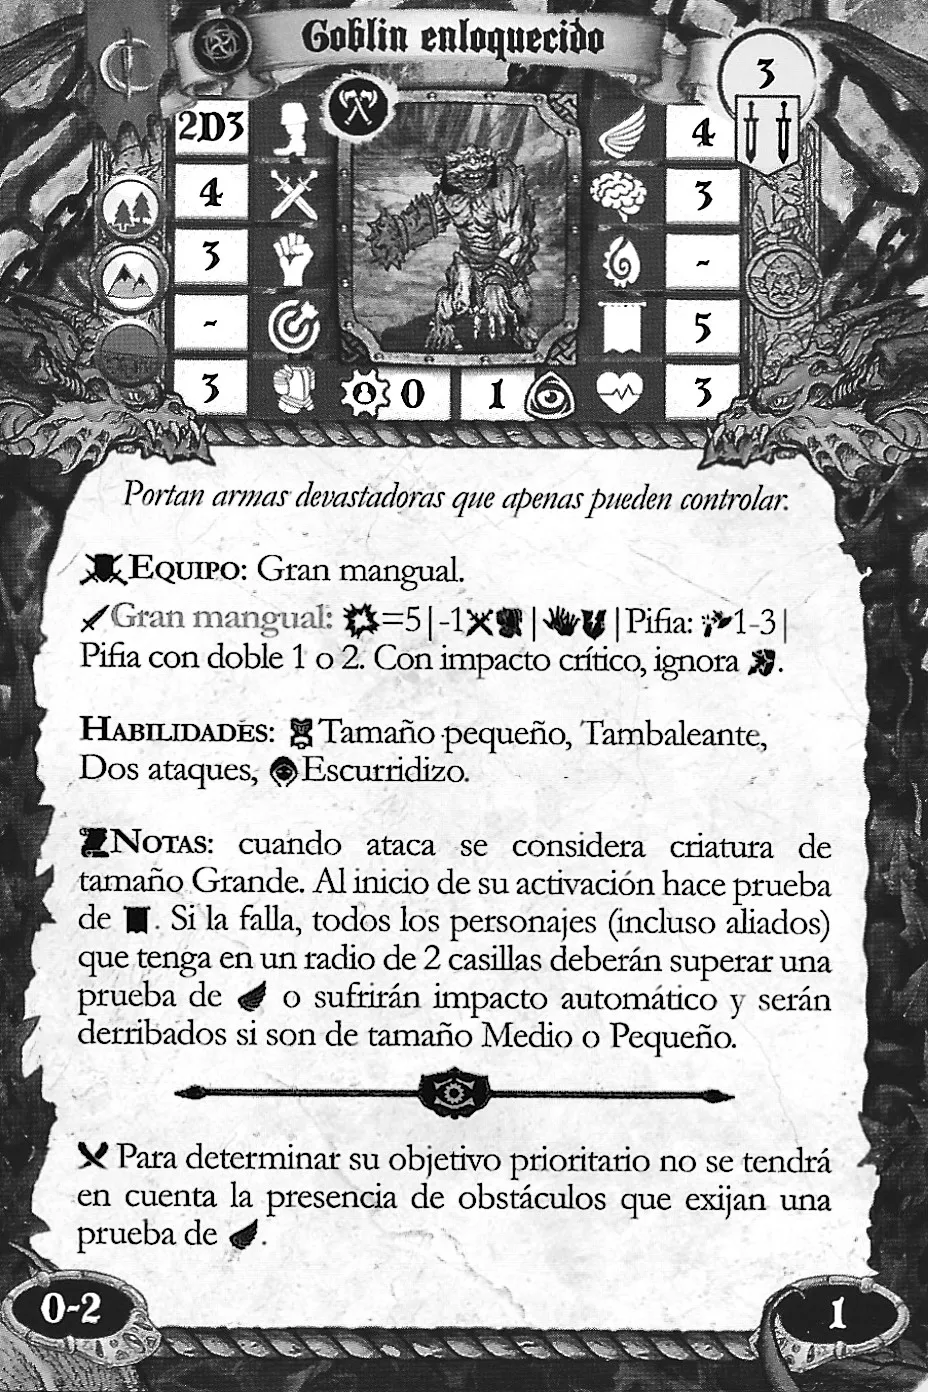 Goblin enloquecido
3
2D3
4
4
3
3
-
-
5
3
0
1
3
Portan armas devastadoras que apenas pueden controlar.
EQUIPO: Gran mangual.
Gran mangual: =5|-1 | |Pifia: 1-3|
Pifia con doble 1 o 2. Con impacto crítico, ignora .
HABILIDADES: Tamaño pequeño, Tambaleante,
Dos ataques, Escurridizo.
NOTAS: cuando ataca se considera criatura de
tamaño Grande. Al inicio de su activación hace prueba
de . Si la falla, todos los personajes (incluso aliados)
que tenga en un radio de 2 casillas deberán superar una
prueba de o sufrirán impacto automático y serán
derribados si son de tamaño Medio o Pequeño.
Para determinar su objetivo prioritario no se tendrá
en cuenta la presencia de obstáculos que exijan una
prueba de .
0-2
1